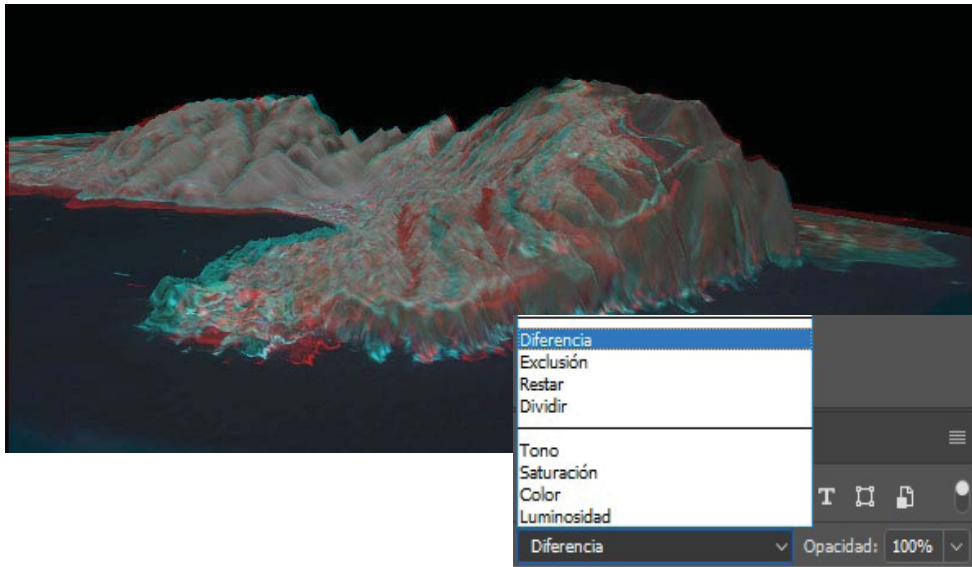 Diferencia
Exclusión
Restar
Dividir
Tono
Saturación
Color
Luminosidad
T
Diferencia Opacidad: 100%